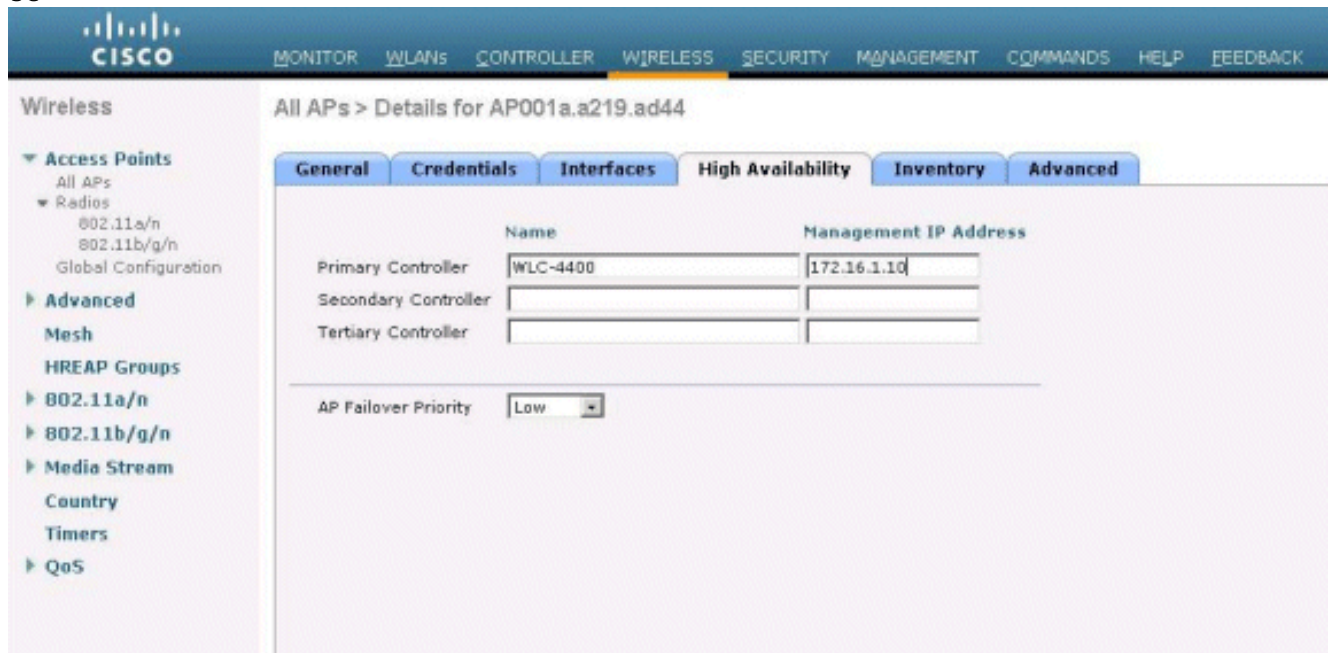 CISCO
MONITOR WLANs CONTROLLER WIRELESS SECURITY MANAGEMENT COMMANDS HELP FEEDBACK
Wireless
Access Points
All APs
Radios
802.11a/n
802.11b/g/n
Global Configuration
Advanced
Mesh
HREAP Groups
802.11a/n
802.11b/g/n
Media Stream
Country
Timers
QoS
All APs > Details for AP001a.a219.ad44
General Credentials Interfaces High Availability Inventory Advanced
Name Management IP Address
Primary Controller WLC-4400 172.16.1.10
Secondary Controller
Tertiary Controller
AP Failover Priority Low